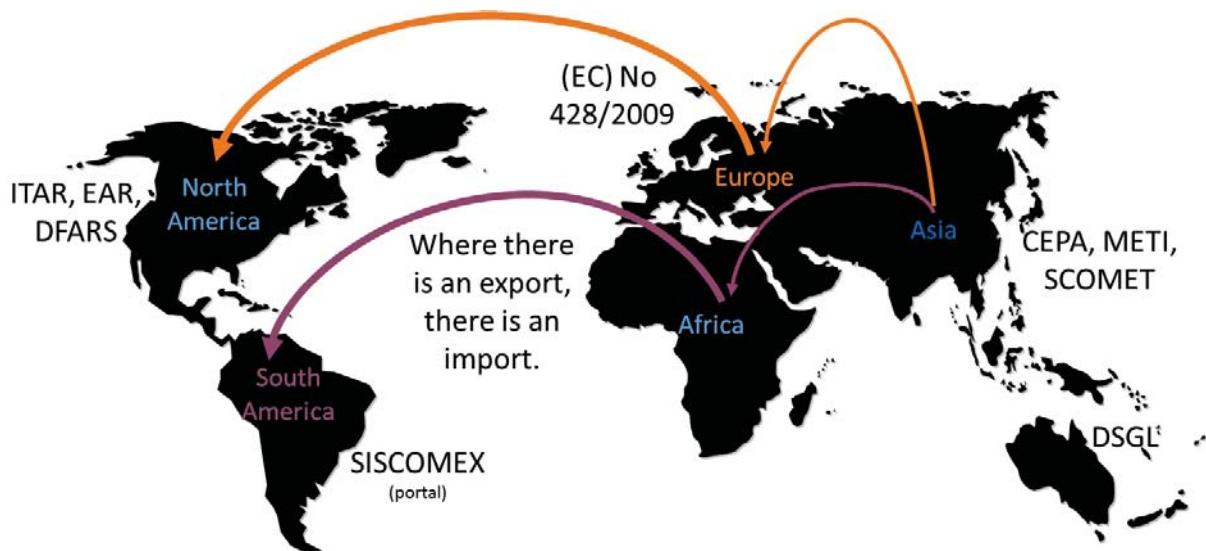 (EC) No
428/2009
ITAR, EAR,
DFARS
North
America
Europe
Asia
CEPA, METI,
SCOMET
Where there
is an export,
there is an
import.
Africa
South
America
SISCOMEX
(portal)
DSGL